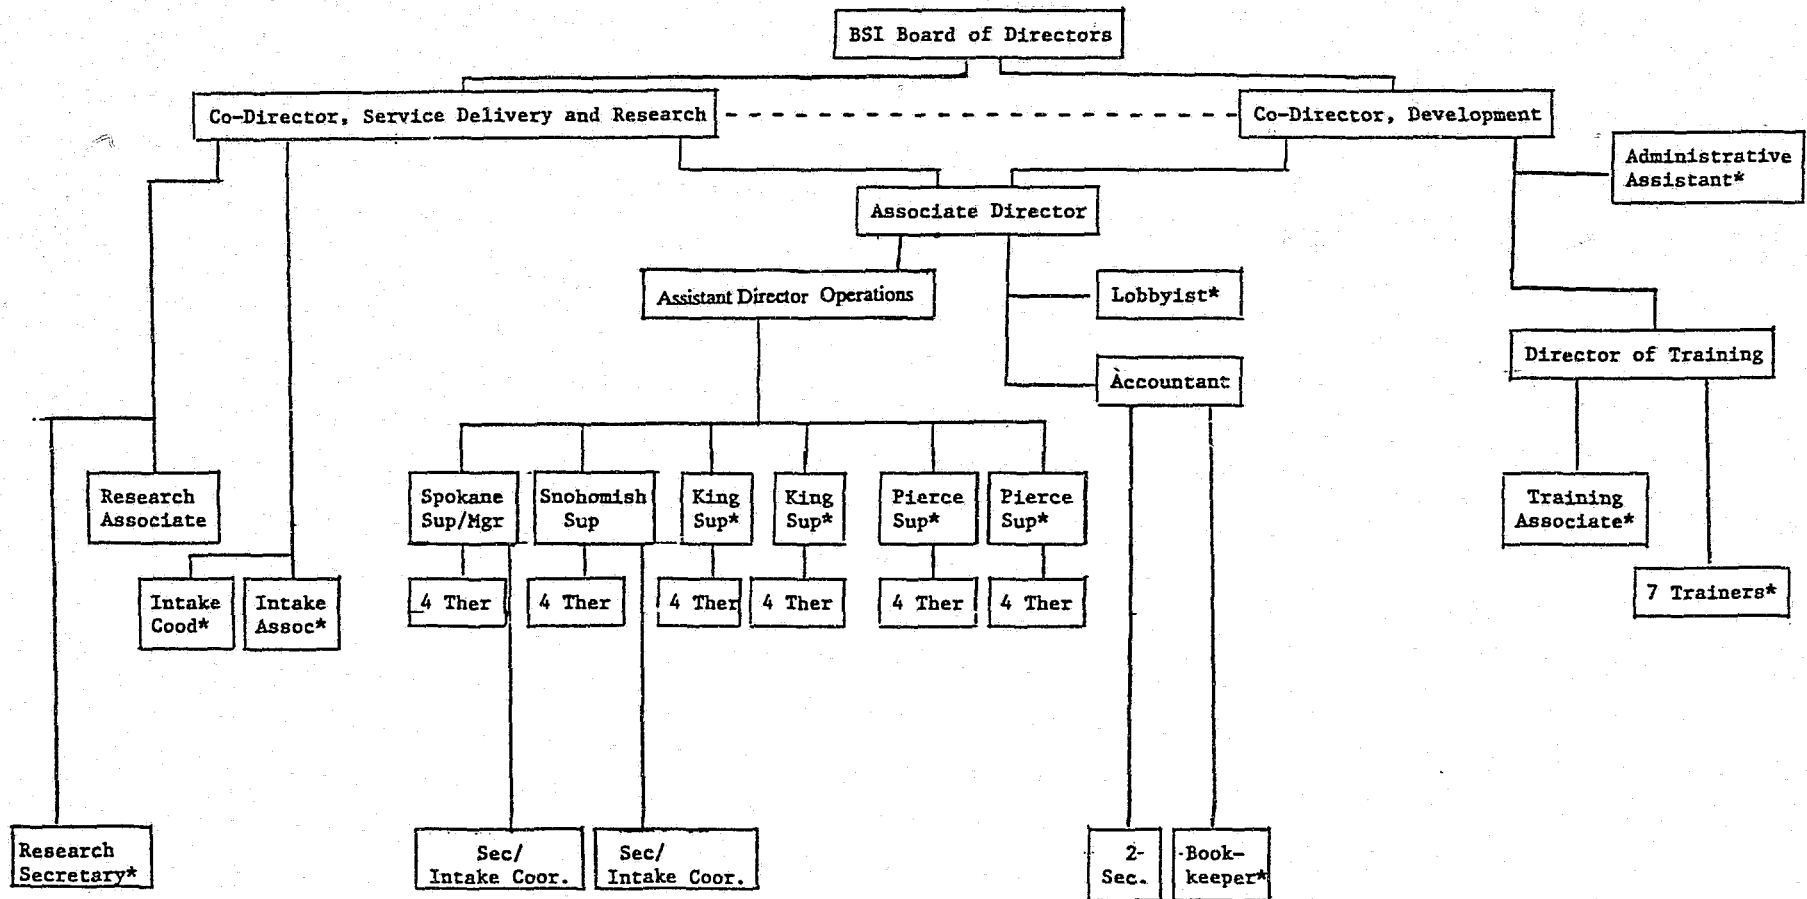 BSI Board of Directors
Co-Director, Service Delivery and Research
Co-Director, Development
Administrative
Assistant*
Associate Director
Assistant Director Operations
Lobbyist*
Accountant
Director of Training
Research
Associate
Spokane
Sup/Mgr
Snohomish
Sup
King
Sup*
King
Sup*
Pierce
Sup*
Pierce
Sup*
Training
Associate*
Intake
Cood*
Intake
Assoc*
4 Ther
4 Ther
4 Ther
4 Ther
4 Ther
4 Ther
7 Trainers*
Research
Secretary*
Sec/
Intake Coor.
Sec/
Intake Coor.
2-
Sec.
Book-
keeper*